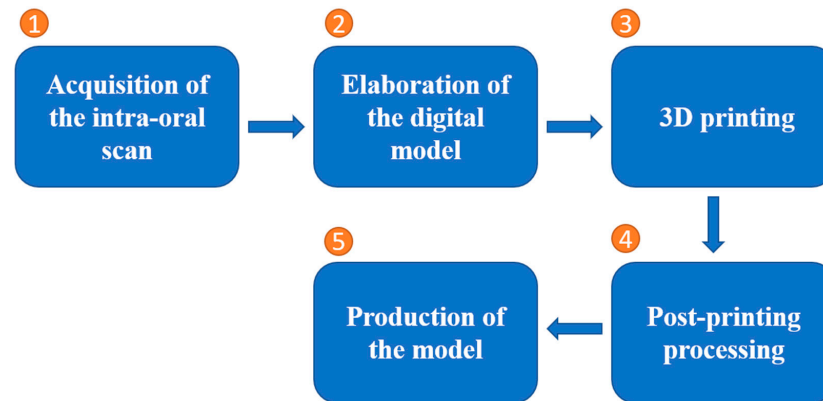 1
Acquisition of
the intra-oral
scan
2
Elaboration of
the digital
model
3
3D printing
4
Post-printing
processing
5
Production of
the model